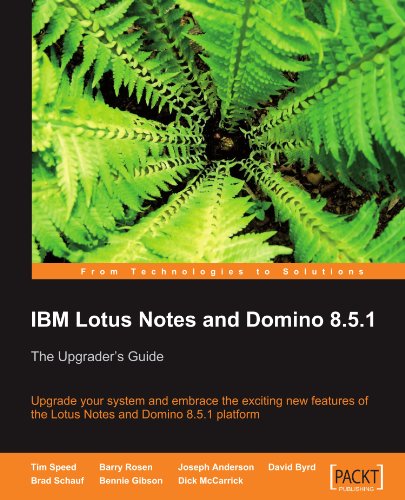 From Technologies to Solutions
IBM Lotus Notes and Domino 8.5.1
The Upgrader's Guide
Upgrade your system and embrace the exciting new features of
the Lotus Notes and Domino 8.5.1 platform
Tim Speed Barry Rosen Joseph Anderson David Byrd
Brad Schauf Bennie Gibson Dick McCarrick
PACKT
PUBLISHING